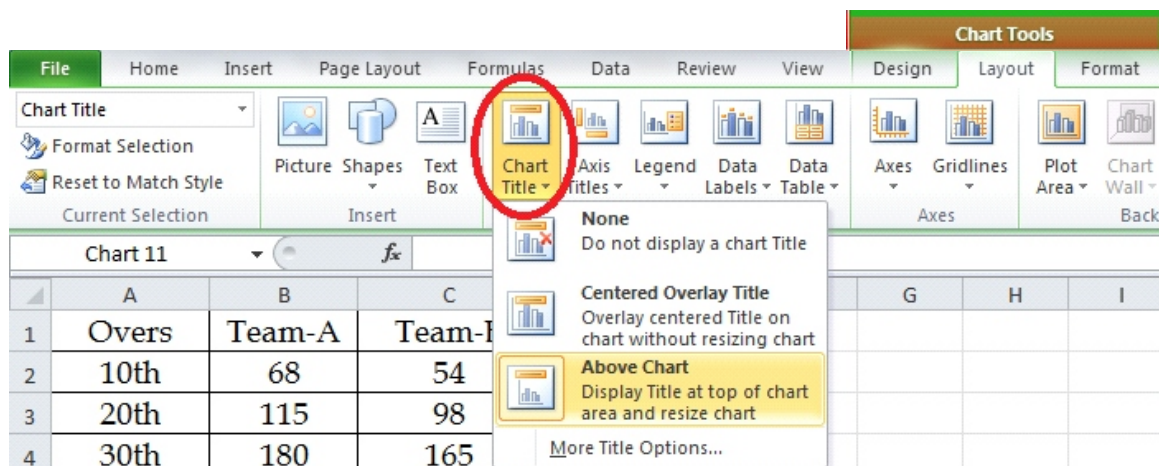 Chart Tools
File Home Insert Page Layout Formulas Data Review View Design Layout Format
Chart Title
Format Selection
Reset to Match Style
Current Selection
Picture Shapes Text Box
Insert
Chart Title Axis Titles Legend Data Labels Data Table
Axes Gridlines
Axes
Plot Area Chart Wall
Back
None
Do not display a chart Title
Centered Overlay Title
Overlay centered Title on
chart without resizing chart
Above Chart
Display Title at top of chart
area and resize chart
More Title Options...
Chart 11 fx
A B C G H I
1 Overs Team-A
2 10th 68 54
3 20th 115 98
4 30th 180 165